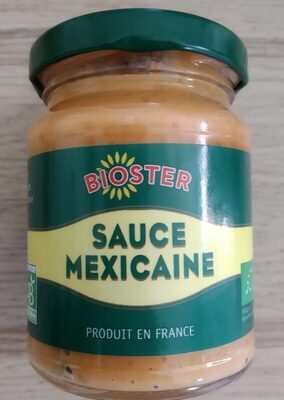 BIOSTER
SAUCE
MEXICAINE
PRODUIT EN FRANCE